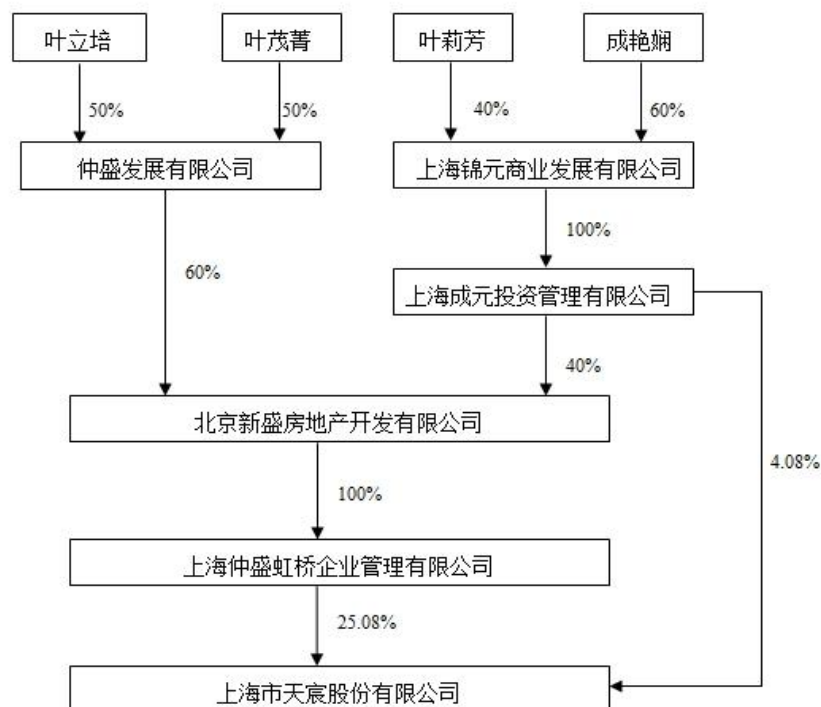 叶立培
叶茂菁
叶莉芳
成艳娴
50%
50%
40%
60%
仲盛发展有限公司
上海锦元商业发展有限公司
100%
60%
上海成元投资管理有限公司
40%
北京新盛房地产开发有限公司
4.08%
100%
上海仲盛虹桥企业管理有限公司
25.08%
上海市天宸股份有限公司